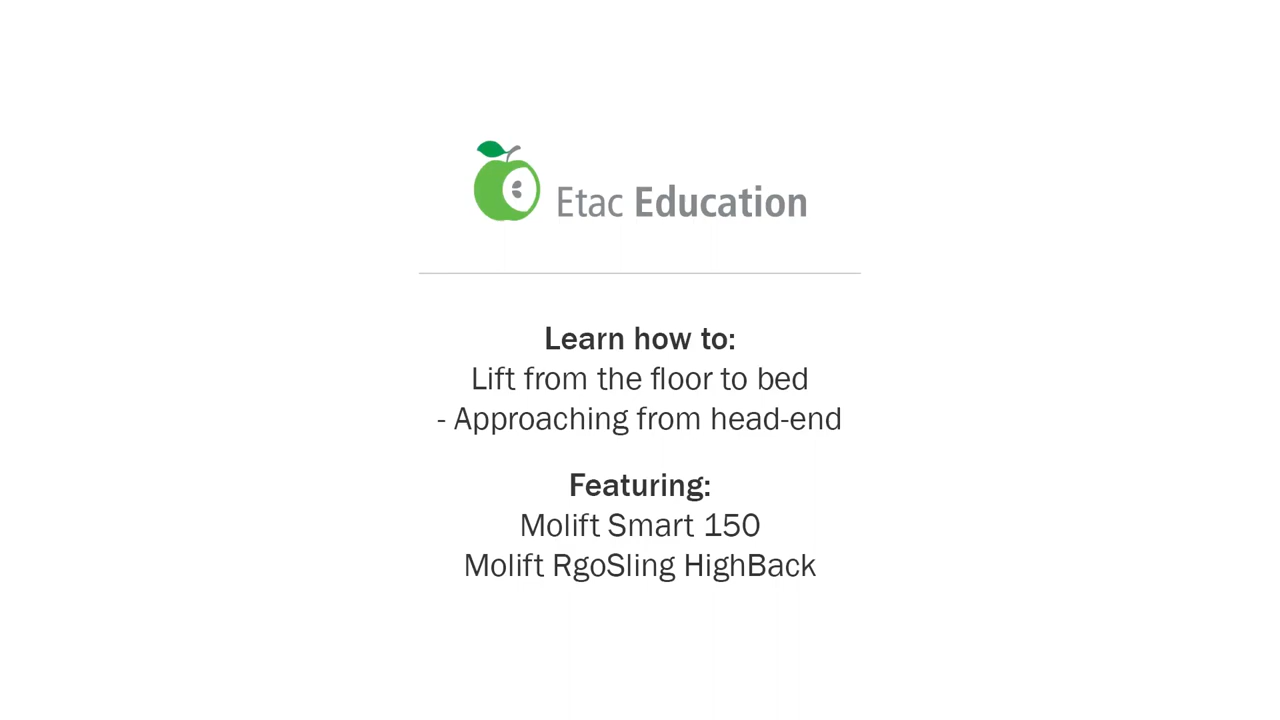 Etac Education
Learn how to:
Lift from the floor to bed
- Approaching from head-end
Featuring:
Molift Smart 150
Molift RgoSling HighBack